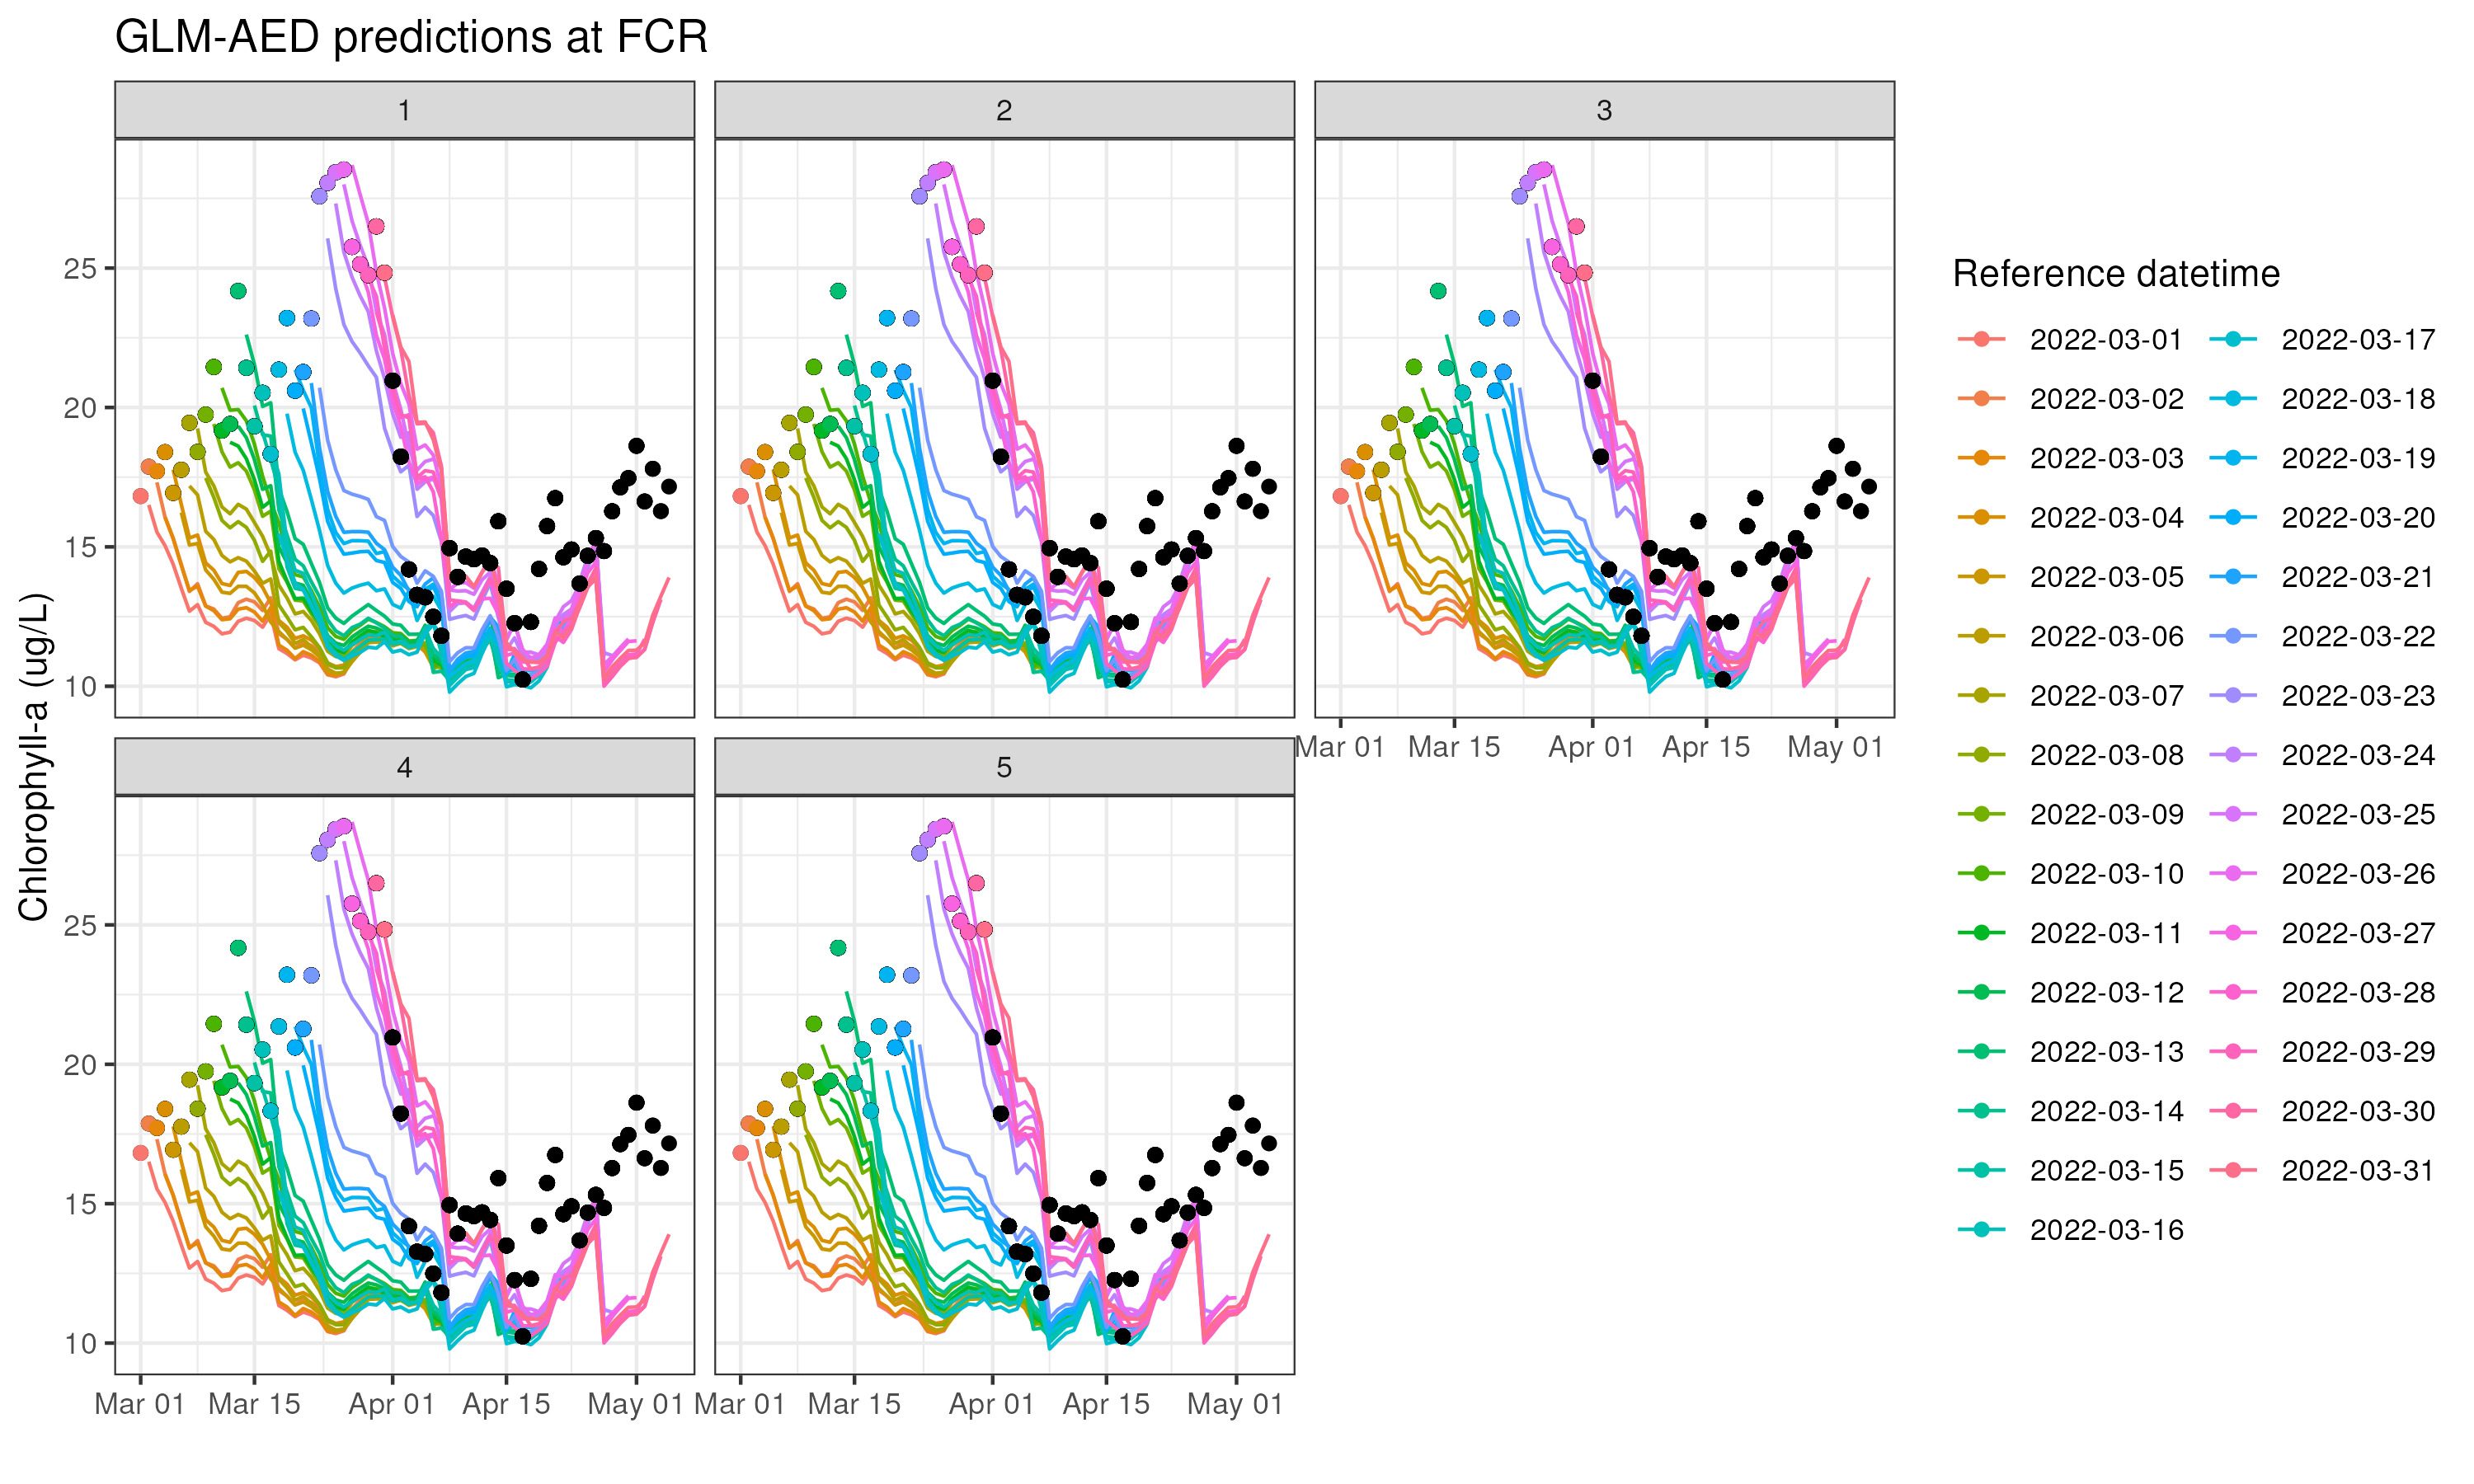 GLM-AED predictions at FCR
1
2
3
25
20
15
10
Mar 01
Mar 15
Apr 01
Apr 15
May 01
4
5
25
20
15
10
Mar 01
Mar 15
Apr 01
Apr 15
May 01
Mar 01
Mar 15
Apr 01
Apr 15
May 01
Chlorophyll-a (ug/L)
Reference datetime
2022-03-01
2022-03-02
2022-03-03
2022-03-04
2022-03-05
2022-03-06
2022-03-07
2022-03-08
2022-03-09
2022-03-10
2022-03-11
2022-03-12
2022-03-13
2022-03-14
2022-03-15
2022-03-16
2022-03-17
2022-03-18
2022-03-19
2022-03-20
2022-03-21
2022-03-22
2022-03-23
2022-03-24
2022-03-25
2022-03-26
2022-03-27
2022-03-28
2022-03-29
2022-03-30
2022-03-31